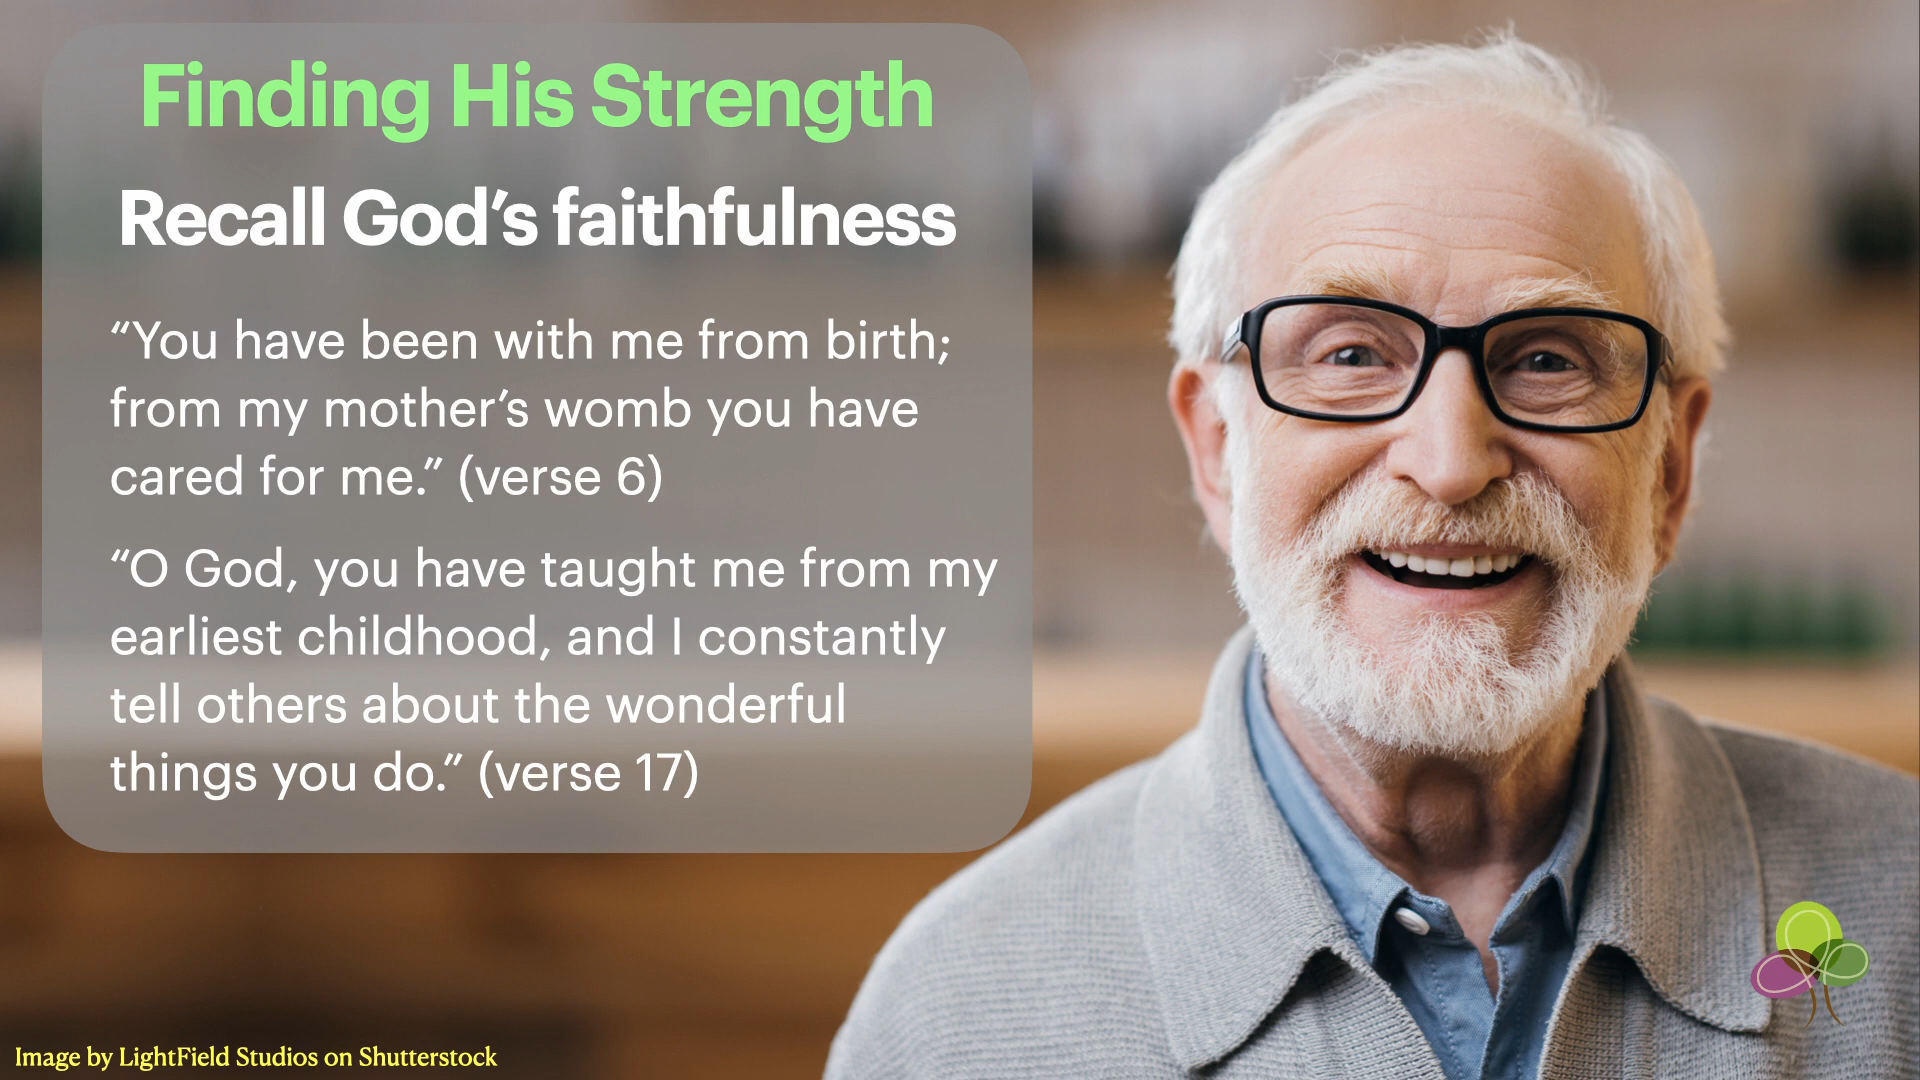 Finding His Strength
Recall God’s faithfulness
“You have been with me from birth;
from my mother’s womb you have
cared for me.” (verse 6)
“O God, you have taught me from my
earliest childhood, and I constantly
tell others about the wonderful
things you do.” (verse 17)
Image by LightField Studios on Shutterstock